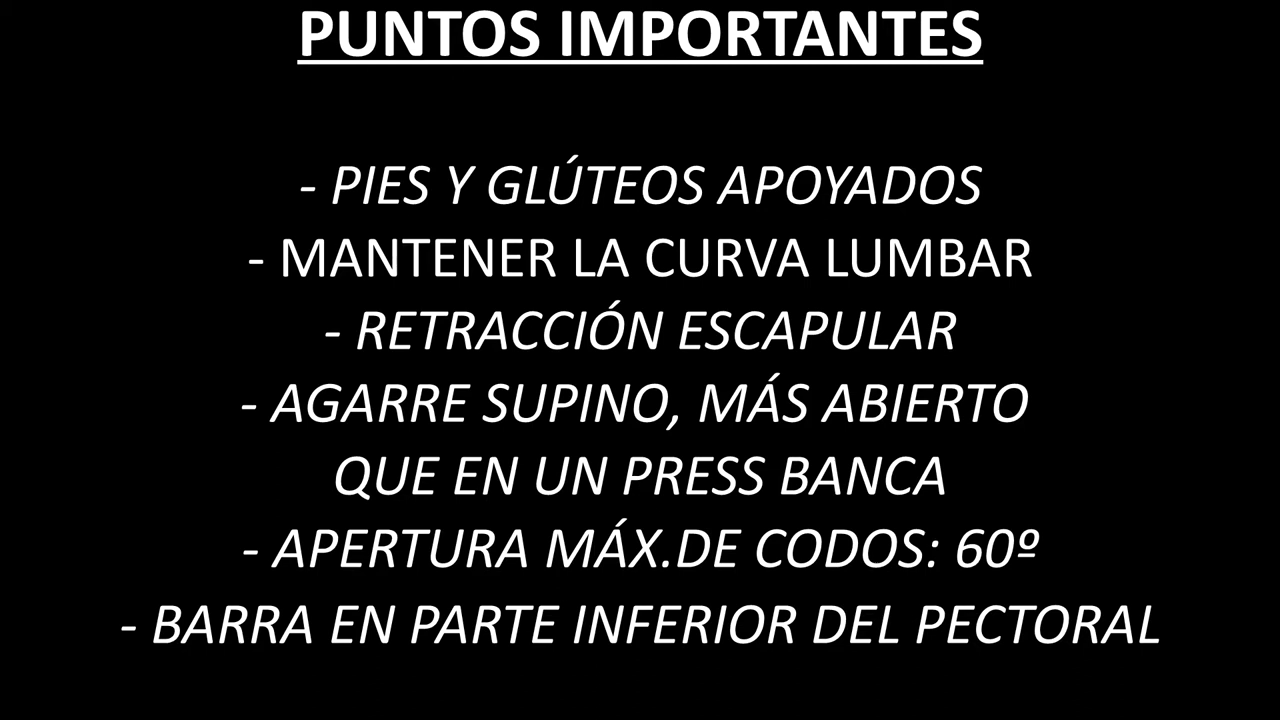 PUNTOS IMPORTANTES
- PIES Y GLÚTEOS APOYADOS
- MANTENER LA CURVA LUMBAR
- RETRACCIÓN ESCAPULAR
- AGARRE SUPINO, MÁS ABIERTO
QUE EN UN PRESS BANCA
- APERTURA MÁX.DE CODOS: 60º
- BARRA EN PARTE INFERIOR DEL PECTORAL